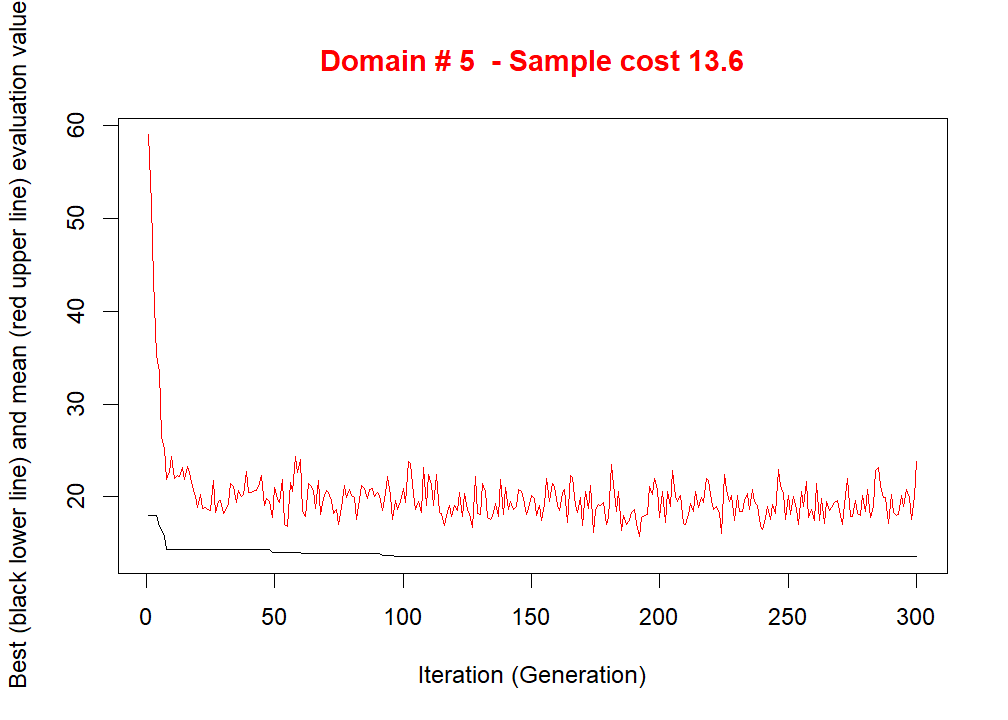 Domain # 5  - Sample cost 13.6
Best (black lower line) and mean (red upper line) evaluation value
60
50
40
30
20
0 50 100 150 200 250 300
Iteration (Generation)